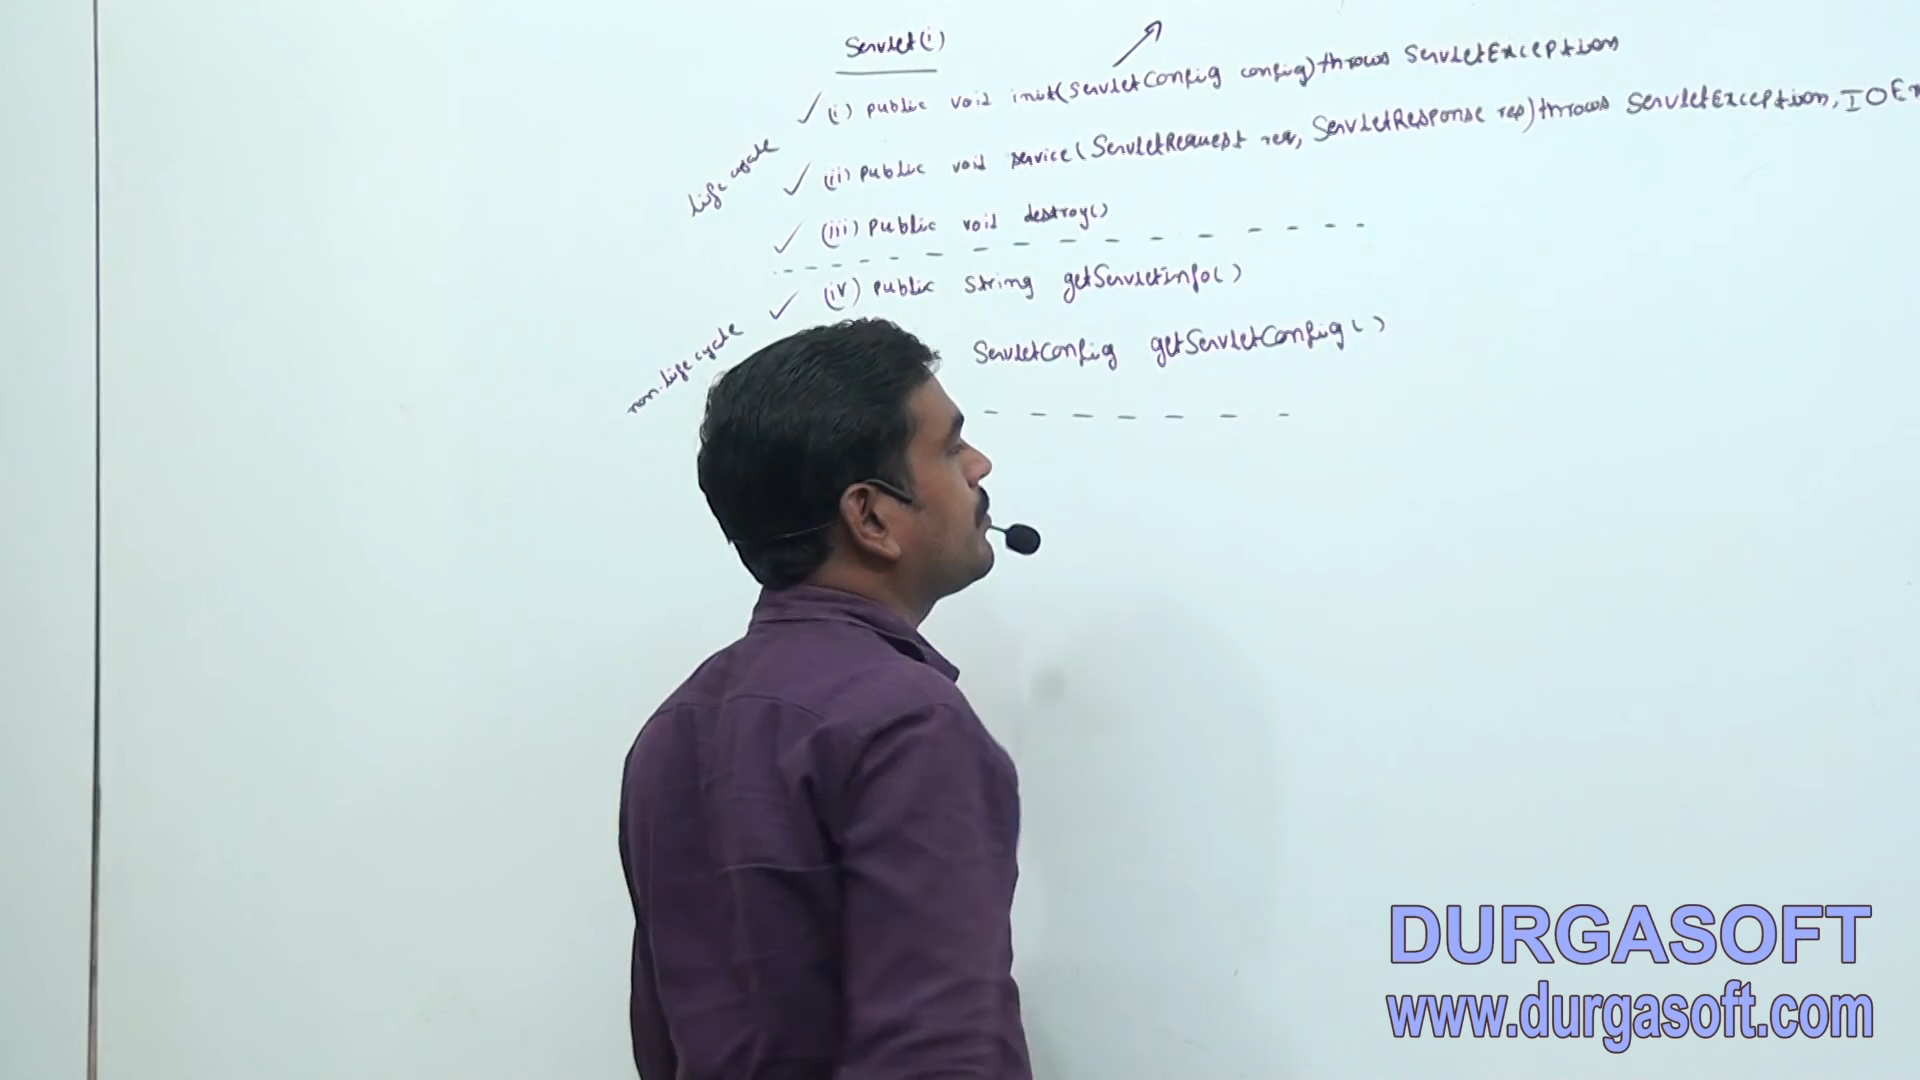 Servlet(i)
(i) public void init(ServletConfig config)throws ServletException
life cycle
(ii) public void service(ServletRequest req, ServletResponse rep)throws ServletException, IOE
(iii) public void destroy()
(iv) public String getServletInfo()
non-life cycle
ServletConfig getServletConfig()
DURGASOFT
www.durgasoft.com